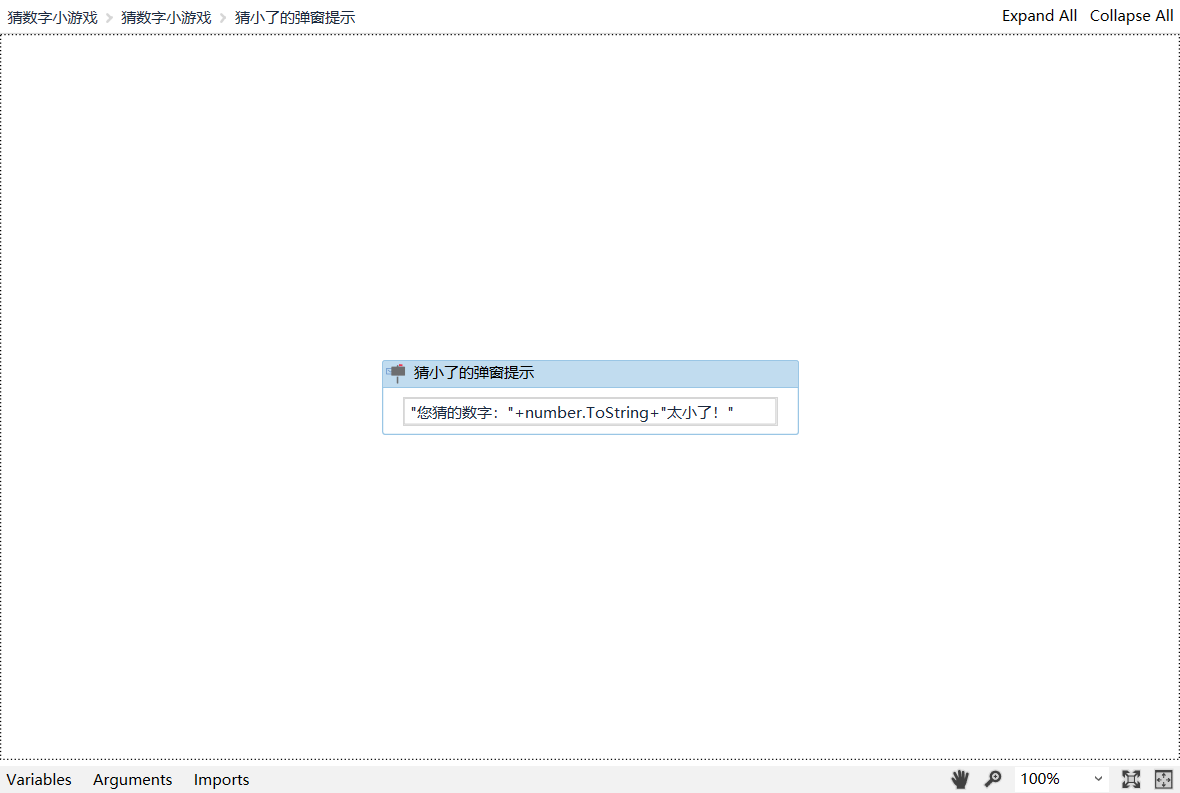 猜数字小游戏 猜数字小游戏 猜小了的弹窗提示 Expand All Collapse All
猜小了的弹窗提示
"您猜的数字："+number.ToString+"太小了！"
Variables Arguments Imports 100%